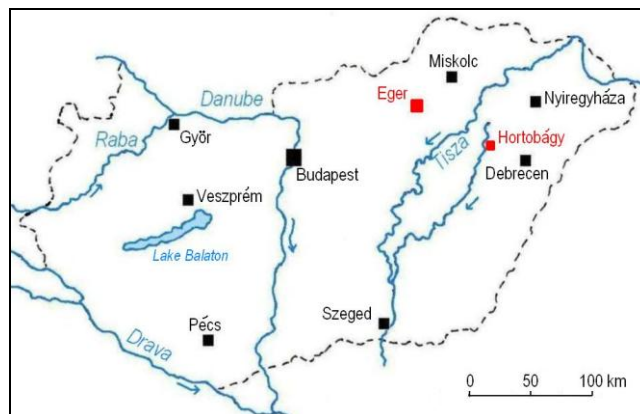 Miskolc
Eger
Danube
Nyiregyháza
Raba
Györ
Tisza
Hortobágy
Budapest
Debrecen
Veszprém
Lake Balaton
Szeged
Pécs
Drava
0 50 100 km